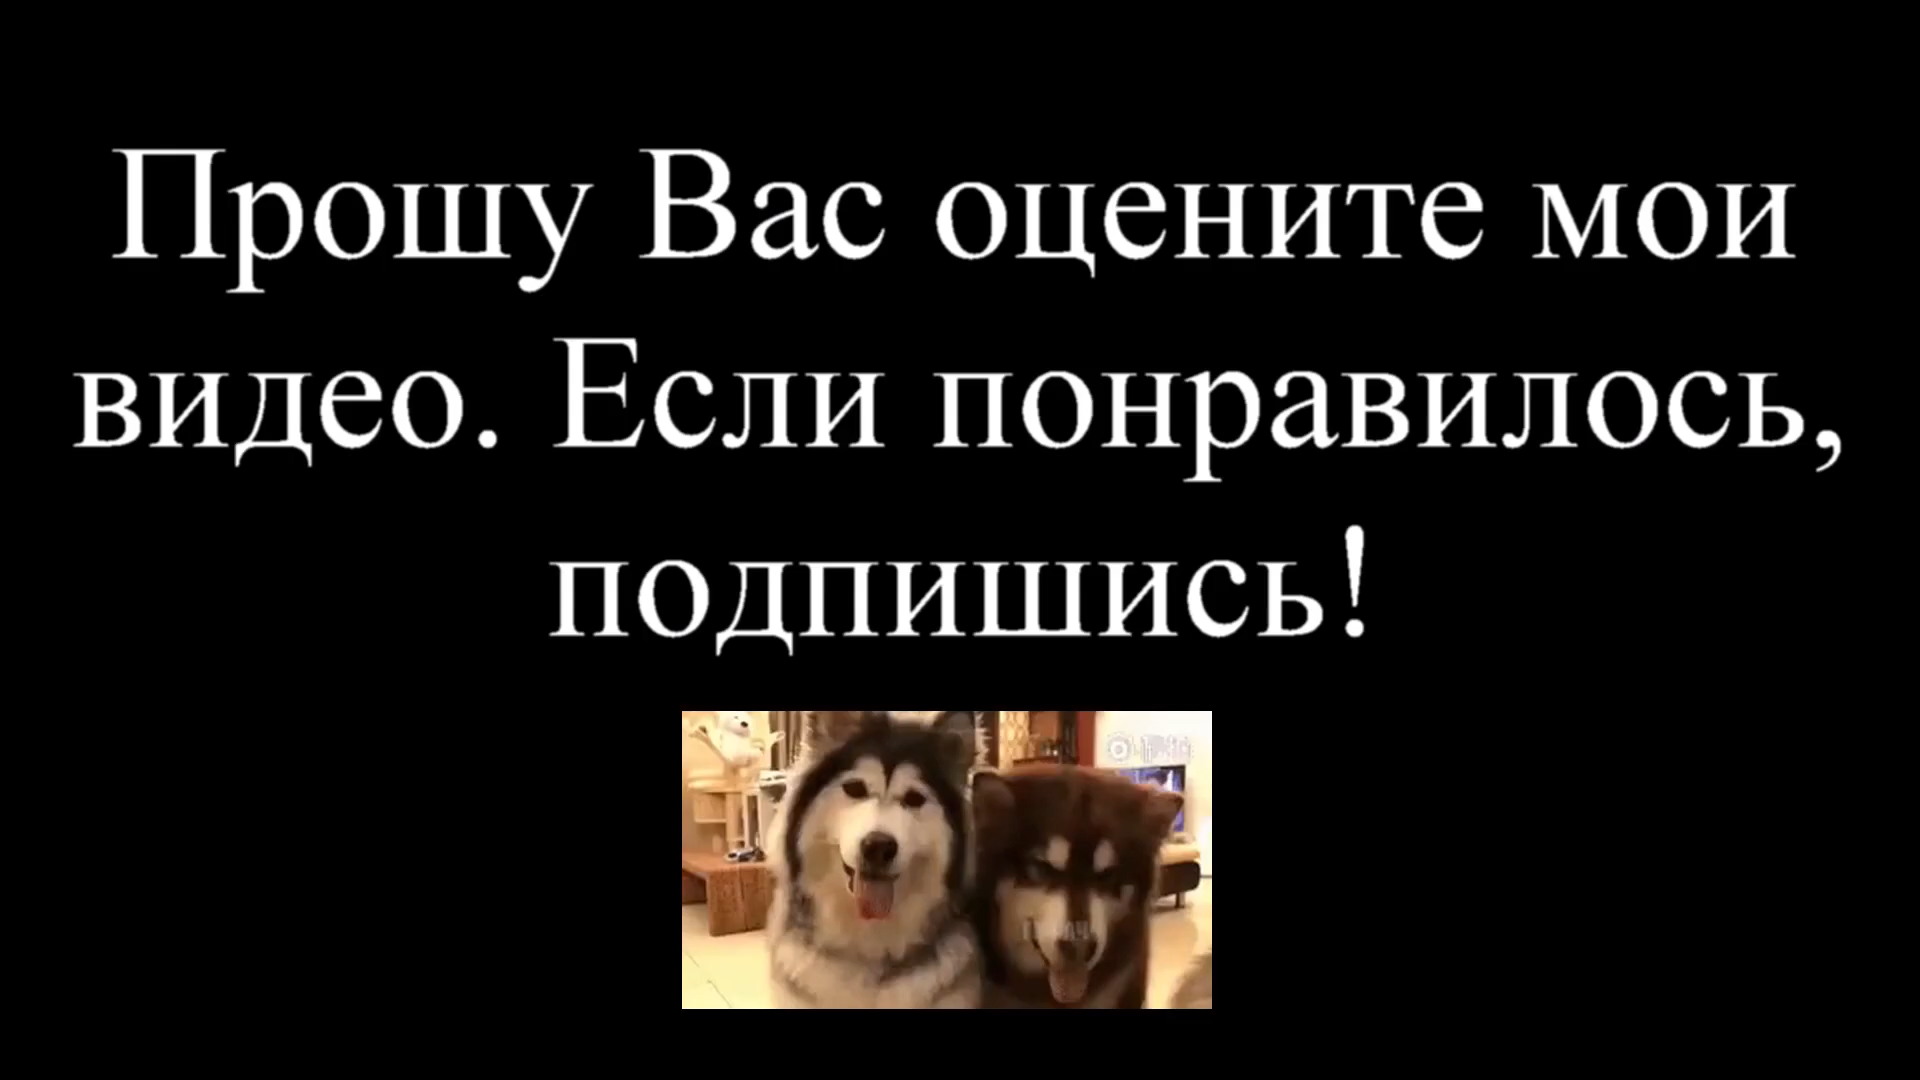 Прошу Вас оцените мои
видео. Если понравилось,
подпишись!